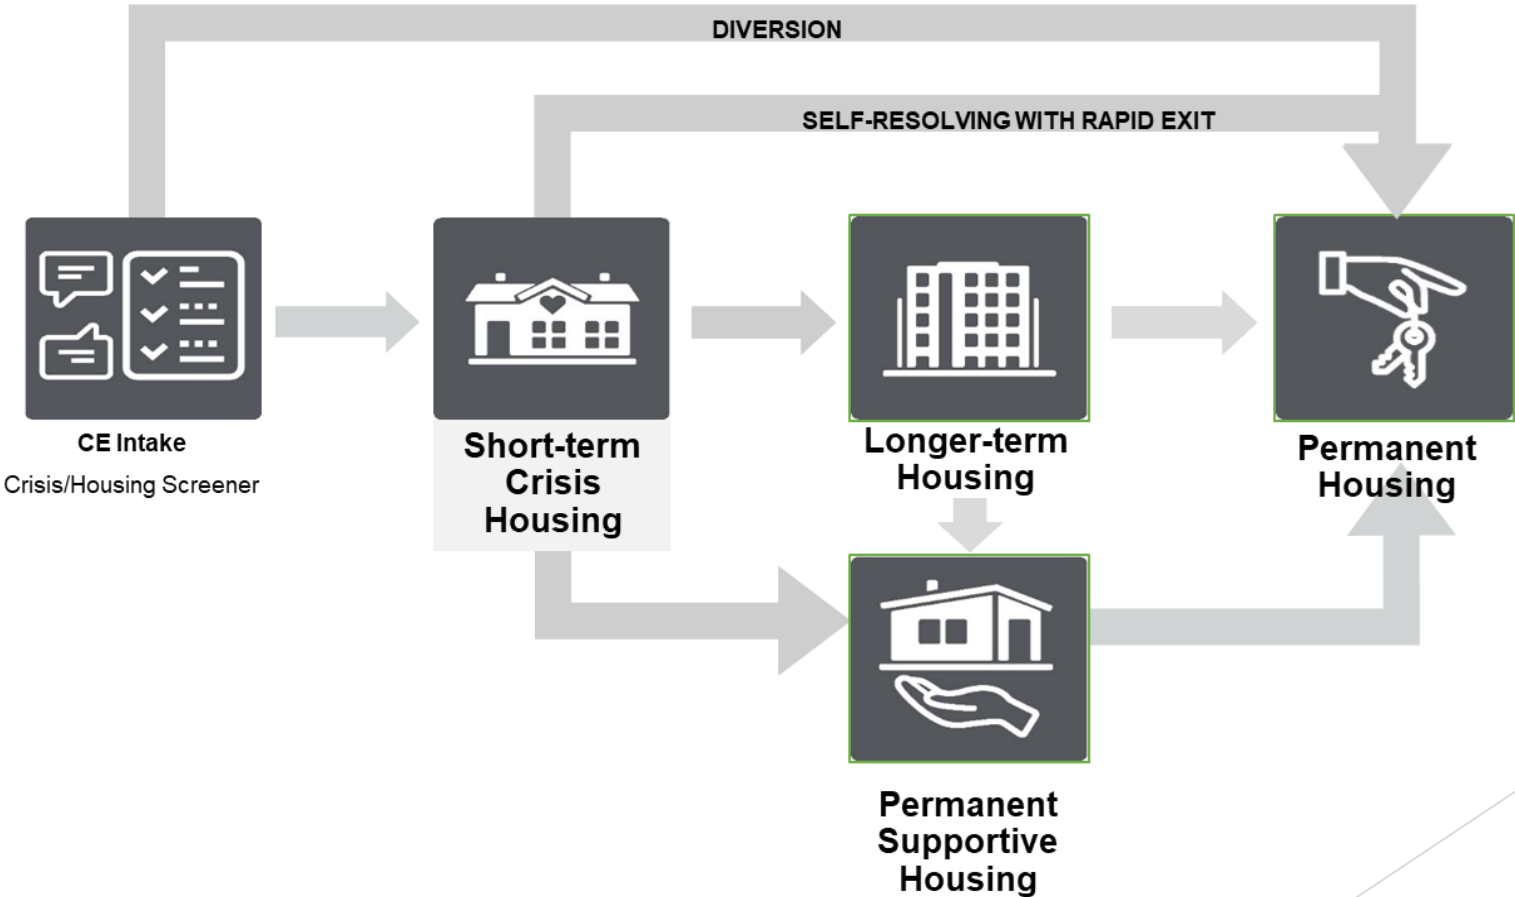 DIVERSION
SELF-RESOLVING WITH RAPID EXIT
CE Intake
Crisis/Housing Screener
Short-term
Crisis
Housing
Longer-term
Housing
Permanent
Housing
Permanent
Supportive
Housing